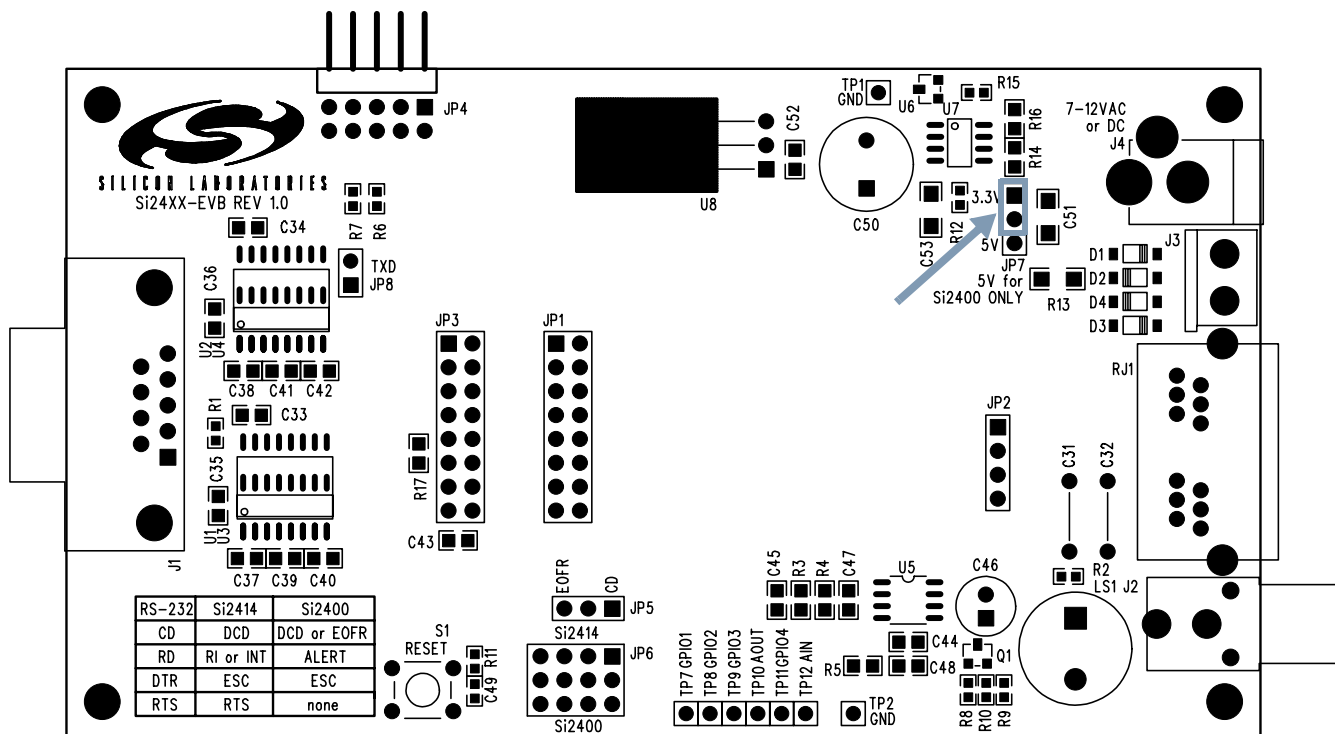 JP4
SILICON LABORATORIES
Si24XX-EVB REV 1.0
C34
R7
R6
TXD
JP8
C36
U2
U4
C38
C41
C42
R1
C33
C35
U1
U3
C37
C39
C40
J1
JP3
JP1
R17
C43
U8
C52
TP1
GND
C50
U6
U7
R15
R16
R14
C53
R12
3.3V
5V
JP7
5V for
Si2400 ONLY
C51
R13
7-12VAC
or DC
J4
J3
D1
D2
D4
D3
RJ1
JP2
C31
C32
RS-232 Si2414 Si2400
CD DCD DCD or EOFR
RD RI or INT ALERT
DTR ESC ESC
RTS RTS none
S1
RESET
R11
C49
EOFR
CD
JP5
Si2414
JP6
Si2400
C45
R3
R4
C47
U5
C46
R2
LS1
J2
C44
C48
R5
Q1
R8
R10
R9
TP7 GPIO1
TP8 GPIO2
TP9 GPIO3
TP10 AOUT
TP11 GPIO4
TP12 AIN
TP2
GND